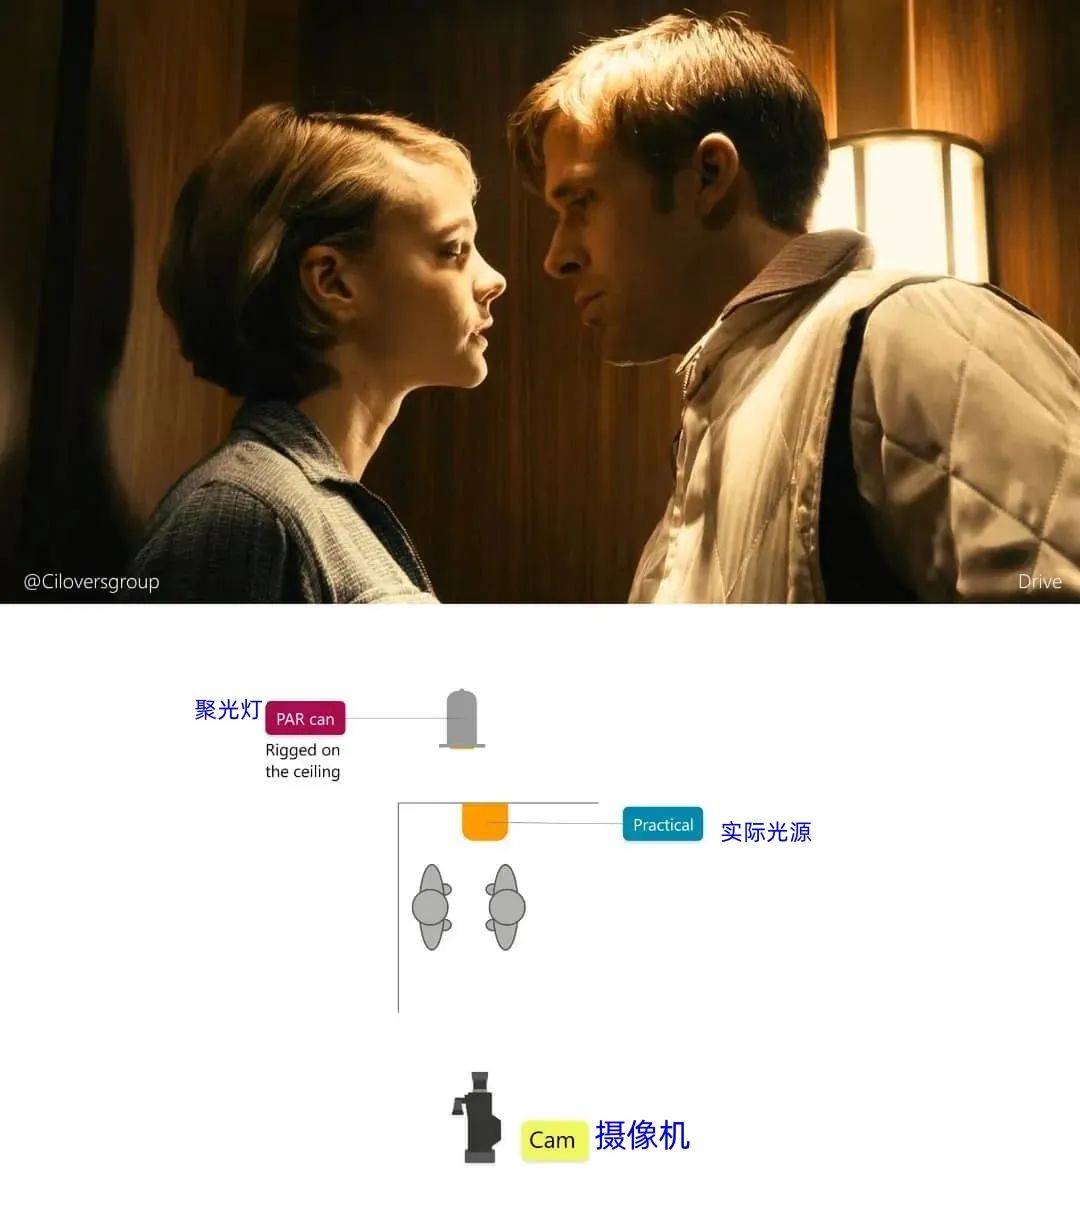 @Ciloversgroup
Drive
聚光灯
PAR can
Rigged on
the ceiling
Practical
实际光源
Cam
摄像机